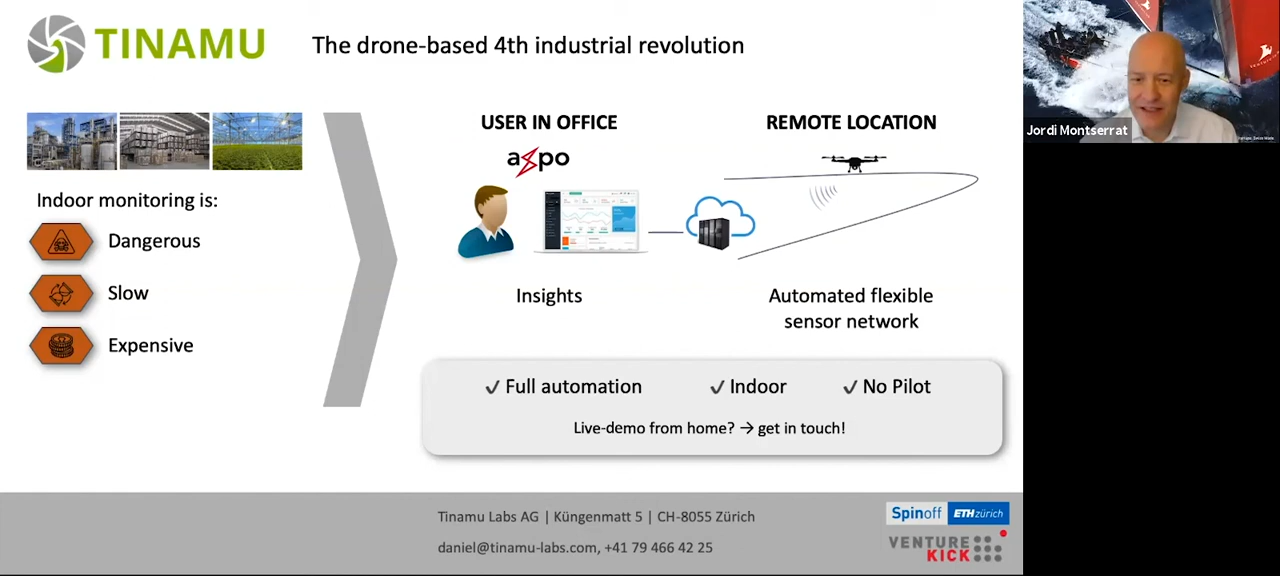 TINAMU
The drone-based 4th industrial revolution
Indoor monitoring is:
Dangerous
Slow
Expensive
USER IN OFFICE
axpo
Insights
REMOTE LOCATION
Automated flexible
sensor network
✓ Full automation ✓ Indoor ✓ No Pilot
Live-demo from home? → get in touch!
Tinamu Labs AG | Küngenmatt 5 | CH-8055 Zürich
daniel@tinamu-labs.com, +41 79 466 42 25
Spinoff ETH zürich
VENTURE
KICK
Jordi Montserrat